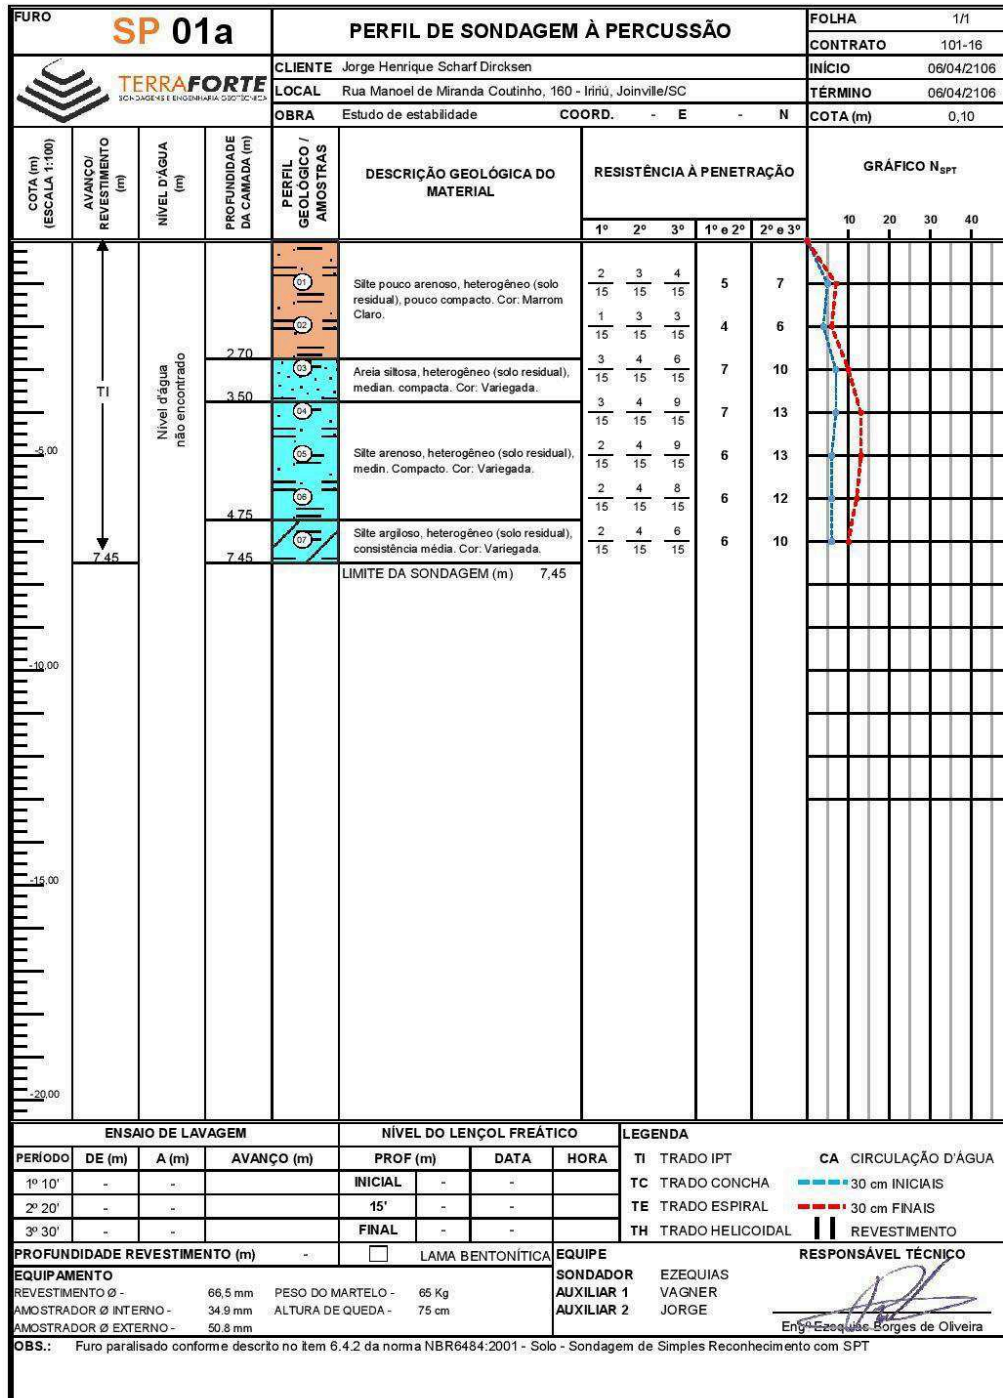 FURO
SP 01a
PERFIL DE SONDAGEM À PERCUSSÃO
FOLHA 1/1
CONTRATO 101-16
TERRAFORTE
SONDAGENS E ENGENHARIA GEOTÉCNICA
CLIENTE Jorge Henrique Scharf Dircksen
INÍCIO 06/04/2106
LOCAL Rua Manoel de Miranda Coutinho, 160 - Iririú, Joinville/SC
TÉRMINO 06/04/2106
OBRA Estudo de estabilidade COORD. - E - N
COTA (m) 0,10
COTA (m) (ESCALA 1:100)
AVANÇO/ REVESTIMENTO (m)
NÍVEL D'ÁGUA (m)
PROFUNDIDADE DA CAMADA (m)
PERFIL GEOLÓGICO / AMOSTRAS
DESCRIÇÃO GEOLÓGICA DO MATERIAL
RESISTÊNCIA À PENETRAÇÃO
GRÁFICO NSPT
1º 2º 3º 1º e 2º 2º e 3º
10 20 30 40
01
Silte pouco arenoso, heterogêneo (solo
residual), pouco compacto. Cor: Marrom
Claro.
2 3 4
15 15 15
5 7
02
1 3 3
15 15 15
4 6
2.70
03
Areia siltosa, heterogêneo (solo residual),
median. compacta. Cor: Variegada.
3 4 6
15 15 15
7 10
TI
Nível d'água
não encontrado
3.50
04
3 4 9
15 15 15
7 13
-5.00
05
Silte arenoso, heterogêneo (solo residual),
medin. Compacto. Cor: Variegada.
2 4 9
15 15 15
6 13
06
2 4 8
15 15 15
6 12
4.75
07
Silte argiloso, heterogêneo (solo residual),
consistência média. Cor: Variegada.
2 4 6
15 15 15
6 10
7.45 7.45
LIMITE DA SONDAGEM (m) 7,45
-10.00
-15.00
-20.00
ENSAIO DE LAVAGEM
NÍVEL DO LENÇOL FREÁTICO
LEGENDA
PERÍODO DE (m) A (m) AVANÇO (m)
PROF (m) DATA HORA
TI TRADO IPT CA CIRCULAÇÃO D'ÁGUA
1º 10' - - INICIAL - -
TC TRADO CONCHA 30 cm INICIAIS
2º 20' - - 15' - -
TE TRADO ESPIRAL 30 cm FINAIS
3º 30' - - FINAL - -
TH TRADO HELICOIDAL REVESTIMENTO
PROFUNDIDADE REVESTIMENTO (m) - LAMA BENTONÍTICA
EQUIPE RESPONSÁVEL TÉCNICO
EQUIPAMENTO
SONDADOR EZEQUIAS
REVESTIMENTO Ø - 66,5 mm PESO DO MARTELO - 65 Kg
AUXILIAR 1 VAGNER
AMOSTRADOR Ø INTERNO - 34.9 mm ALTURA DE QUEDA - 75 cm
AUXILIAR 2 JORGE
AMOSTRADOR Ø EXTERNO - 50.8 mm
Engº Ezequias Borges de Oliveira
OBS.: Furo paralisado conforme descrito no item 6.4.2 da norma NBR6484:2001 - Solo - Sondagem de Simples Reconhecimento com SPT